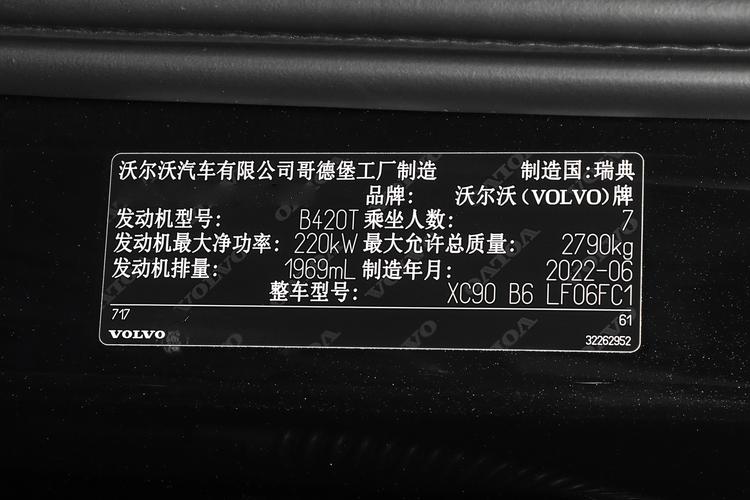 沃尔沃汽车有限公司哥德堡工厂制造 制造国:瑞典
品牌: 沃尔沃(VOLVO)牌
发动机型号: B420T 乘坐人数: 7
发动机最大净功率: 220kW 最大允许总质量: 2790kg
发动机排量: 1969mL 制造年月: 2022-06
整车型号: XC90 B6 LF06FC1
717 61
VOLVO 32262952